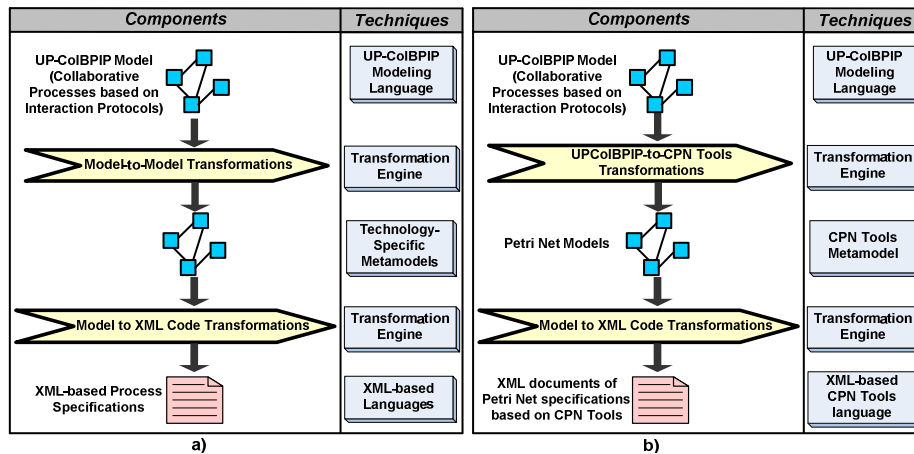 Components
Techniques
UP-ColBPIP Model
(Collaborative
Processes based on
Interaction Protocols)
UP-ColBPIP
Modeling
Language
Model-to-Model Transformations
Transformation
Engine
Technology-
Specific
Metamodels
Model to XML Code Transformations
Transformation
Engine
XML-based Process
Specifications
XML-based
Languages
a)
Components
Techniques
UP-ColBPIP Model
(Collaborative
Processes based on
Interaction Protocols)
UP-ColBPIP
Modeling
Language
UPColBPIP-to-CPN Tools
Transformations
Transformation
Engine
Petri Net Models
CPN Tools
Metamodel
Model to XML Code Transformations
Transformation
Engine
XML documents of
Petri Net specifications
based on CPN Tools
XML-based
CPN Tools
language
b)